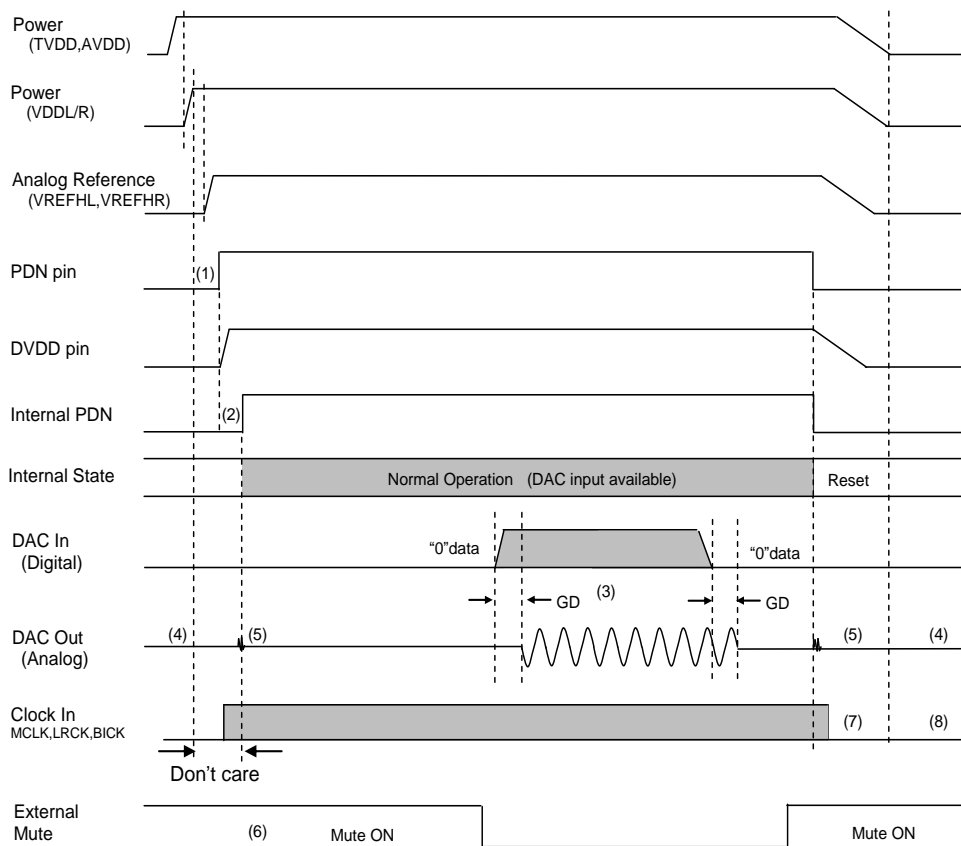 Power
(TVDD,AVDD)
Power
(VDDL/R)
Analog Reference
(VREFHL,VREFHR)
PDN pin
(1)
DVDD pin
Internal PDN
(2)
Internal State
Normal Operation (DAC input available)
Reset
DAC In
(Digital)
“0”data
“0”data
(3)
GD
GD
DAC Out
(Analog)
(4)
(5)
(5)
(4)
Clock In
MCLK,LRCK,BICK
(7)
(8)
Don’t care
External
Mute
(6)
Mute ON
Mute ON